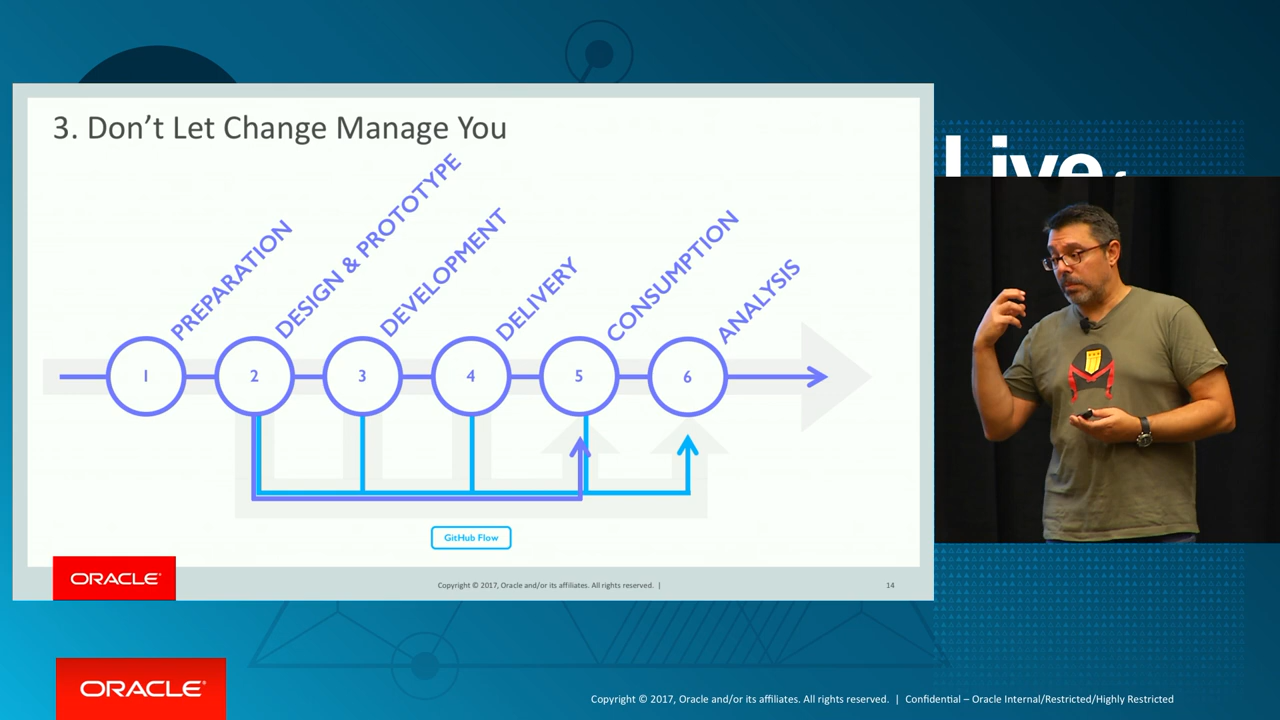 3. Don't Let Change Manage You
PREPARATION
DESIGN & PROTOTYPE
DEVELOPMENT
DELIVERY
CONSUMPTION
ANALYSIS
1
2
3
4
5
6
GitHub Flow
ORACLE®
Copyright © 2017, Oracle and/or its affiliates. All rights reserved. |
14
Live
ORACLE®
Copyright © 2017, Oracle and/or its affiliates. All rights reserved. | Confidential – Oracle Internal/Restricted/Highly Restricted